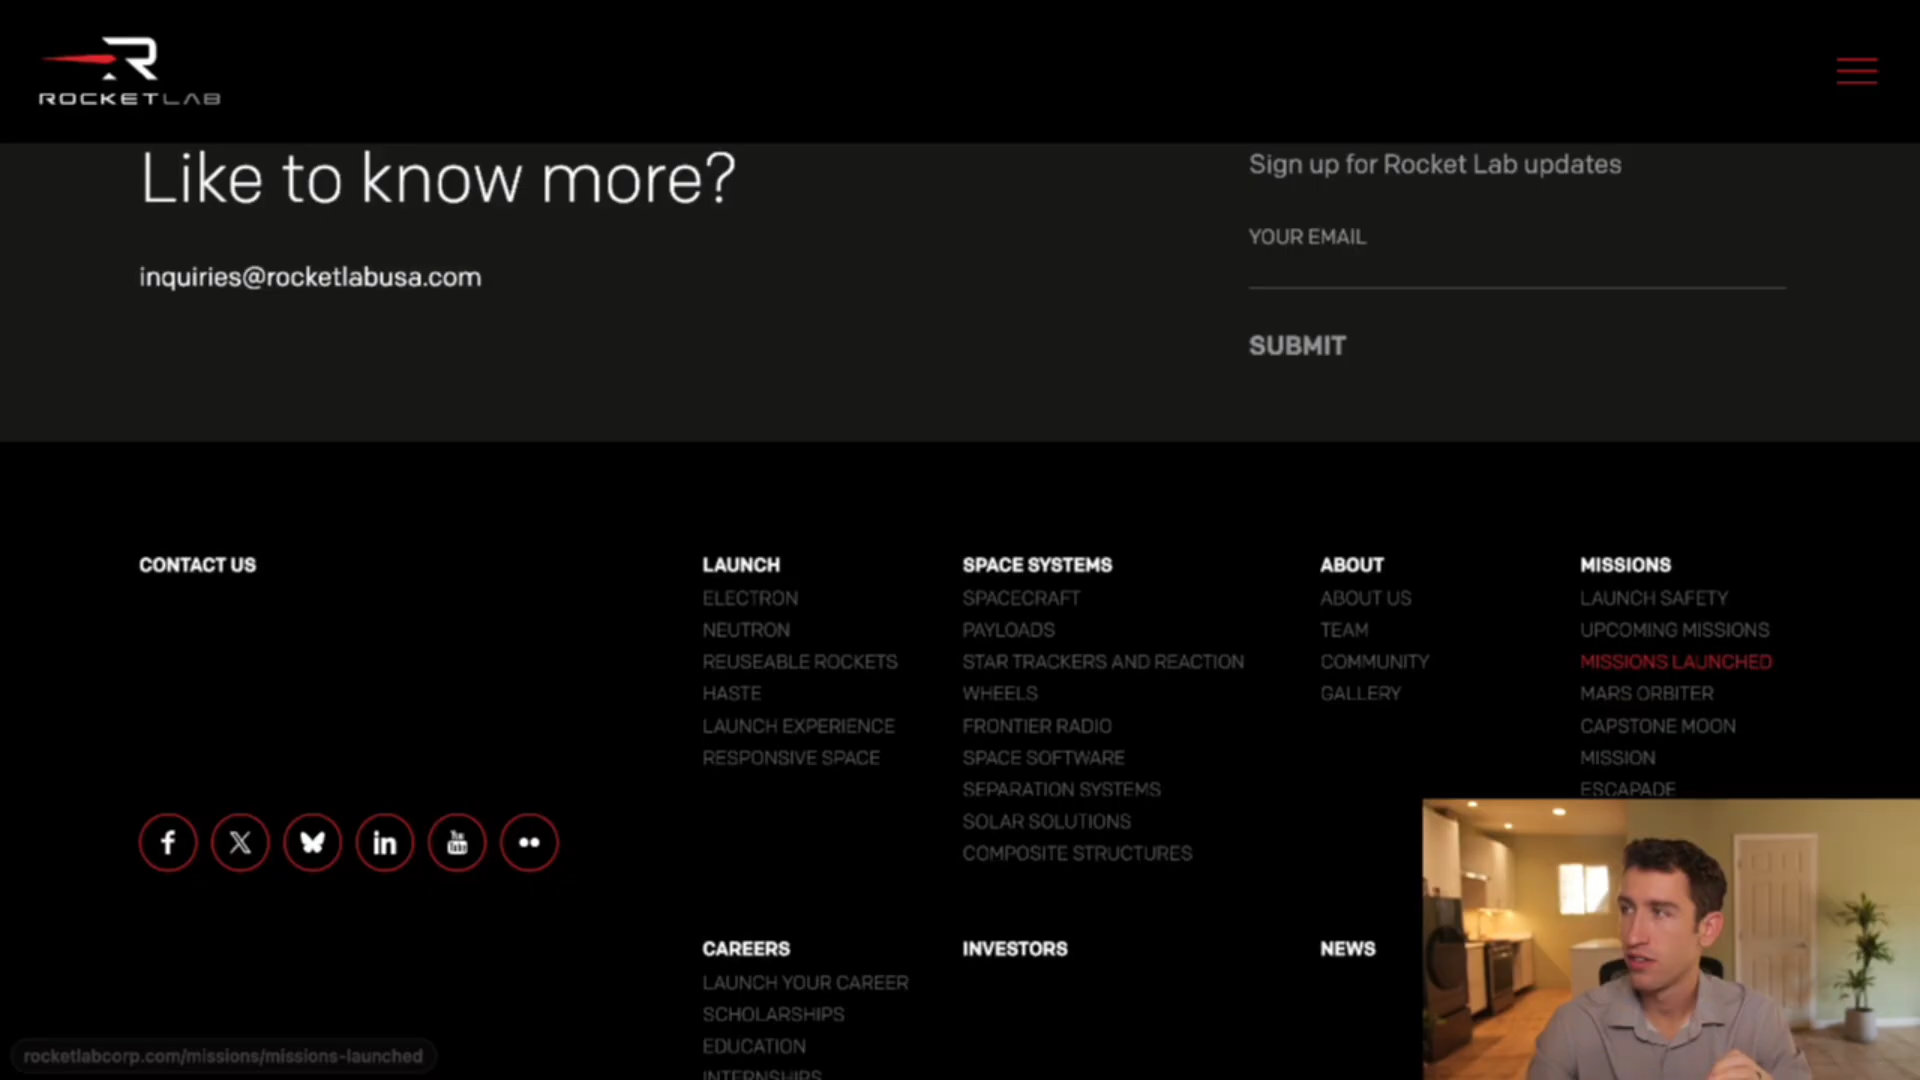 ROCKETLAB
Like to know more?
inquiries@rocketlabusa.com
Sign up for Rocket Lab updates
YOUR EMAIL
SUBMIT
CONTACT US
LAUNCH
ELECTRON
NEUTRON
REUSEABLE ROCKETS
HASTE
LAUNCH EXPERIENCE
RESPONSIVE SPACE
SPACE SYSTEMS
SPACECRAFT
PAYLOADS
STAR TRACKERS AND REACTION
WHEELS
FRONTIER RADIO
SPACE SOFTWARE
SEPARATION SYSTEMS
SOLAR SOLUTIONS
COMPOSITE STRUCTURES
ABOUT
ABOUT US
TEAM
COMMUNITY
GALLERY
MISSIONS
LAUNCH SAFETY
UPCOMING MISSIONS
MISSIONS LAUNCHED
MARS ORBITER
CAPSTONE MOON
MISSION
ESCAPADE
f
X
in
You Tube
CAREERS
LAUNCH YOUR CAREER
SCHOLARSHIPS
EDUCATION
INTERNSHIPS
INVESTORS
NEWS
rocketlabcorp.com/missions/missions-launched